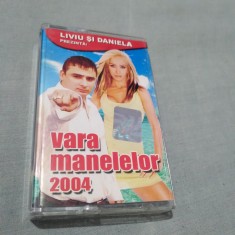 LIVIU ȘI DANIELA
PREZINTĂ:
vara
manelelor
2004